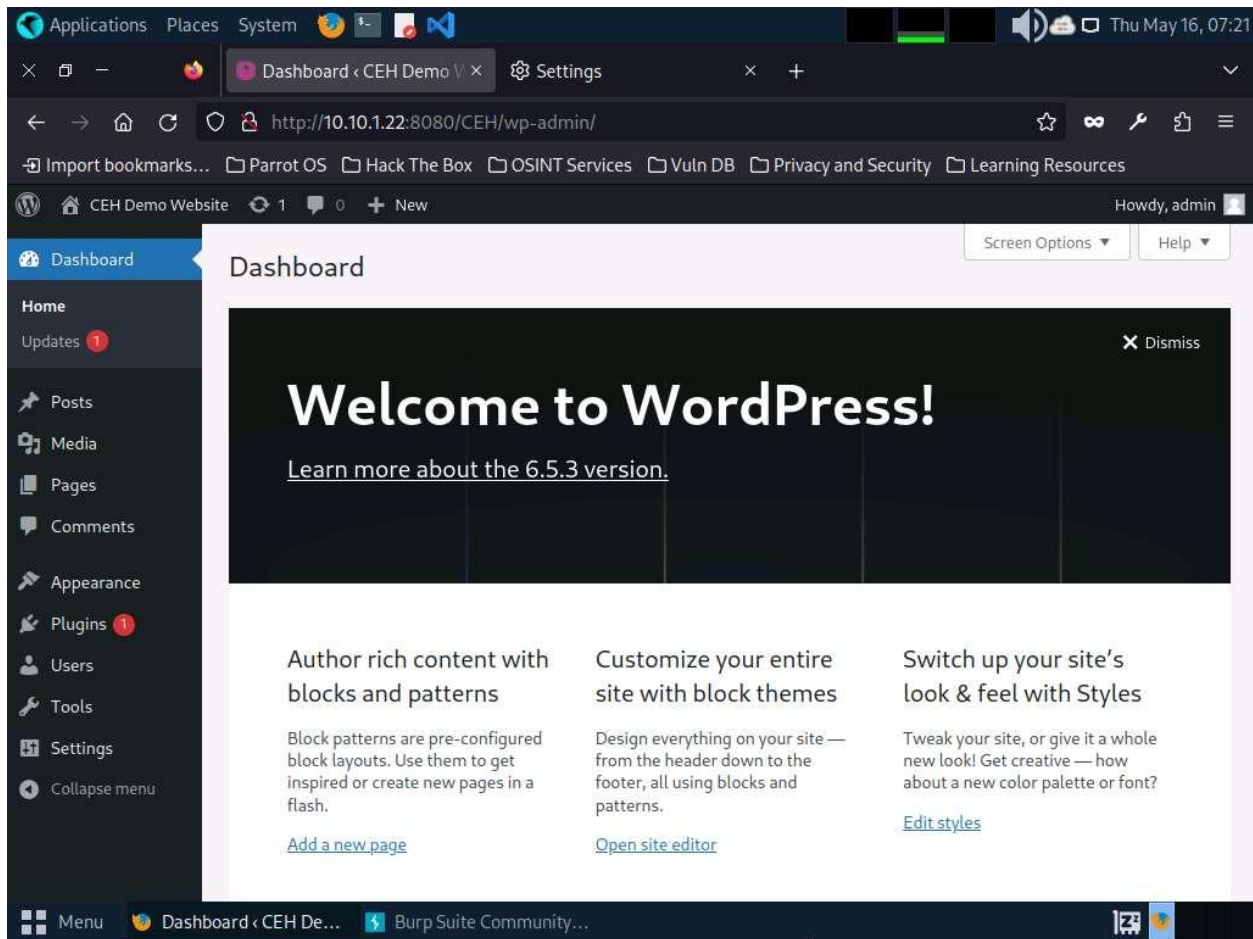 Applications Places System Thu May 16, 07:21
Dashboard ‹ CEH Demo W Settings
http://10.10.1.22:8080/CEH/wp-admin/
Import bookmarks... Parrot OS Hack The Box OSINT Services Vuln DB Privacy and Security Learning Resources
CEH Demo Website 1 0 New Howdy, admin
Screen Options Help
Dashboard
Home
Updates 1
Posts
Media
Pages
Comments
Appearance
Plugins 1
Users
Tools
Settings
Collapse menu
Dashboard
Dismiss
Welcome to WordPress!
Learn more about the 6.5.3 version.
Author rich content with
blocks and patterns
Block patterns are pre-configured
block layouts. Use them to get
inspired or create new pages in a
flash.
Add a new page
Customize your entire
site with block themes
Design everything on your site —
from the header down to the
footer, all using blocks and
patterns.
Open site editor
Switch up your site's
look & feel with Styles
Tweak your site, or give it a whole
new look! Get creative — how
about a new color palette or font?
Edit styles
Menu Dashboard ‹ CEH De... Burp Suite Community...